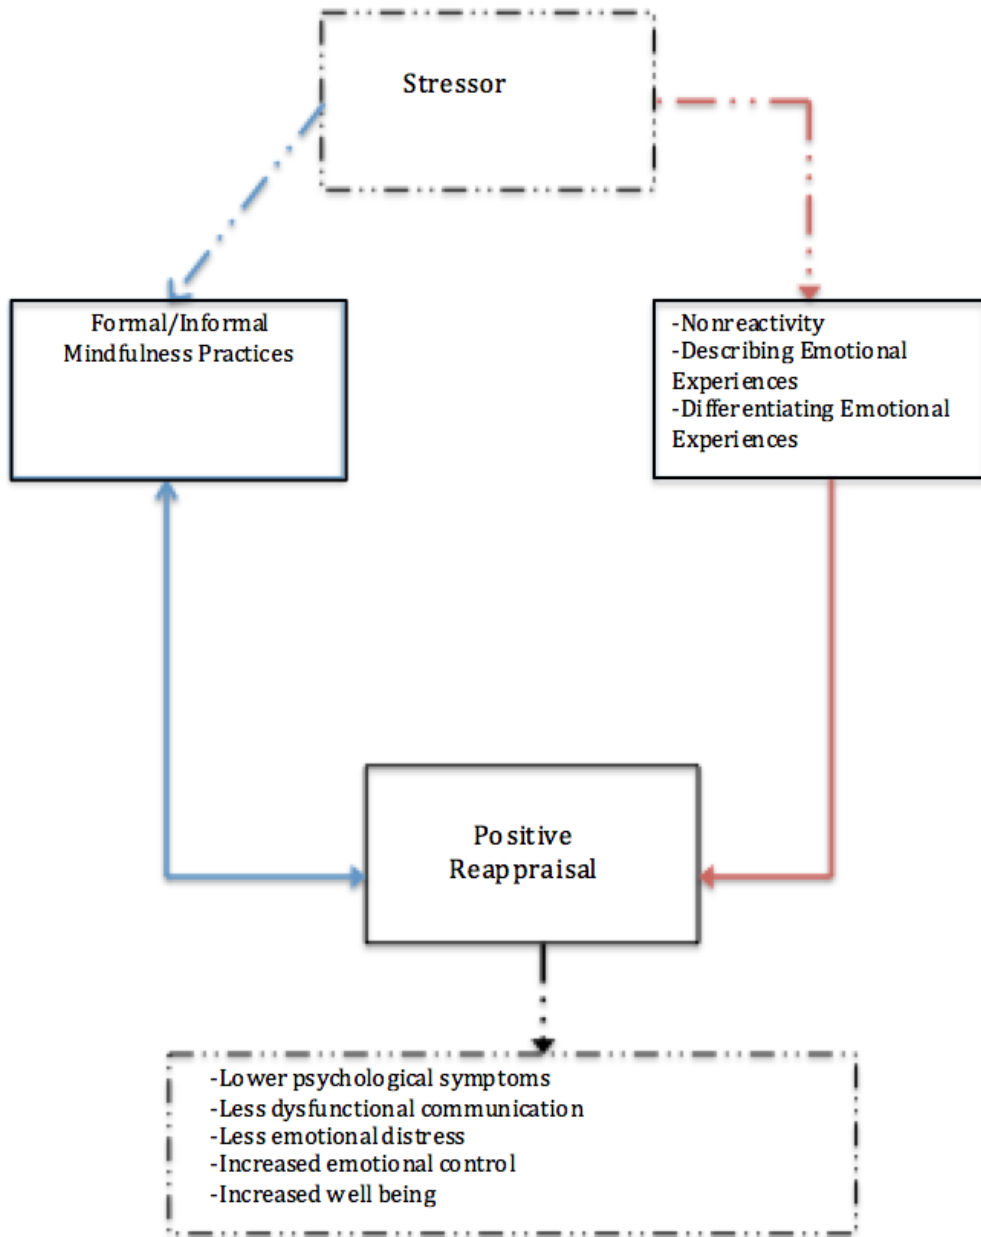 Stressor
Formal/Informal
Mindfulness Practices
-Nonreactivity
-Describing Emotional
Experiences
-Differentiating Emotional
Experiences
Positive
Reappraisal
-Lower psychological symptoms
-Less dysfunctional communication
-Less emotional distress
-Increased emotional control
-Increased well being